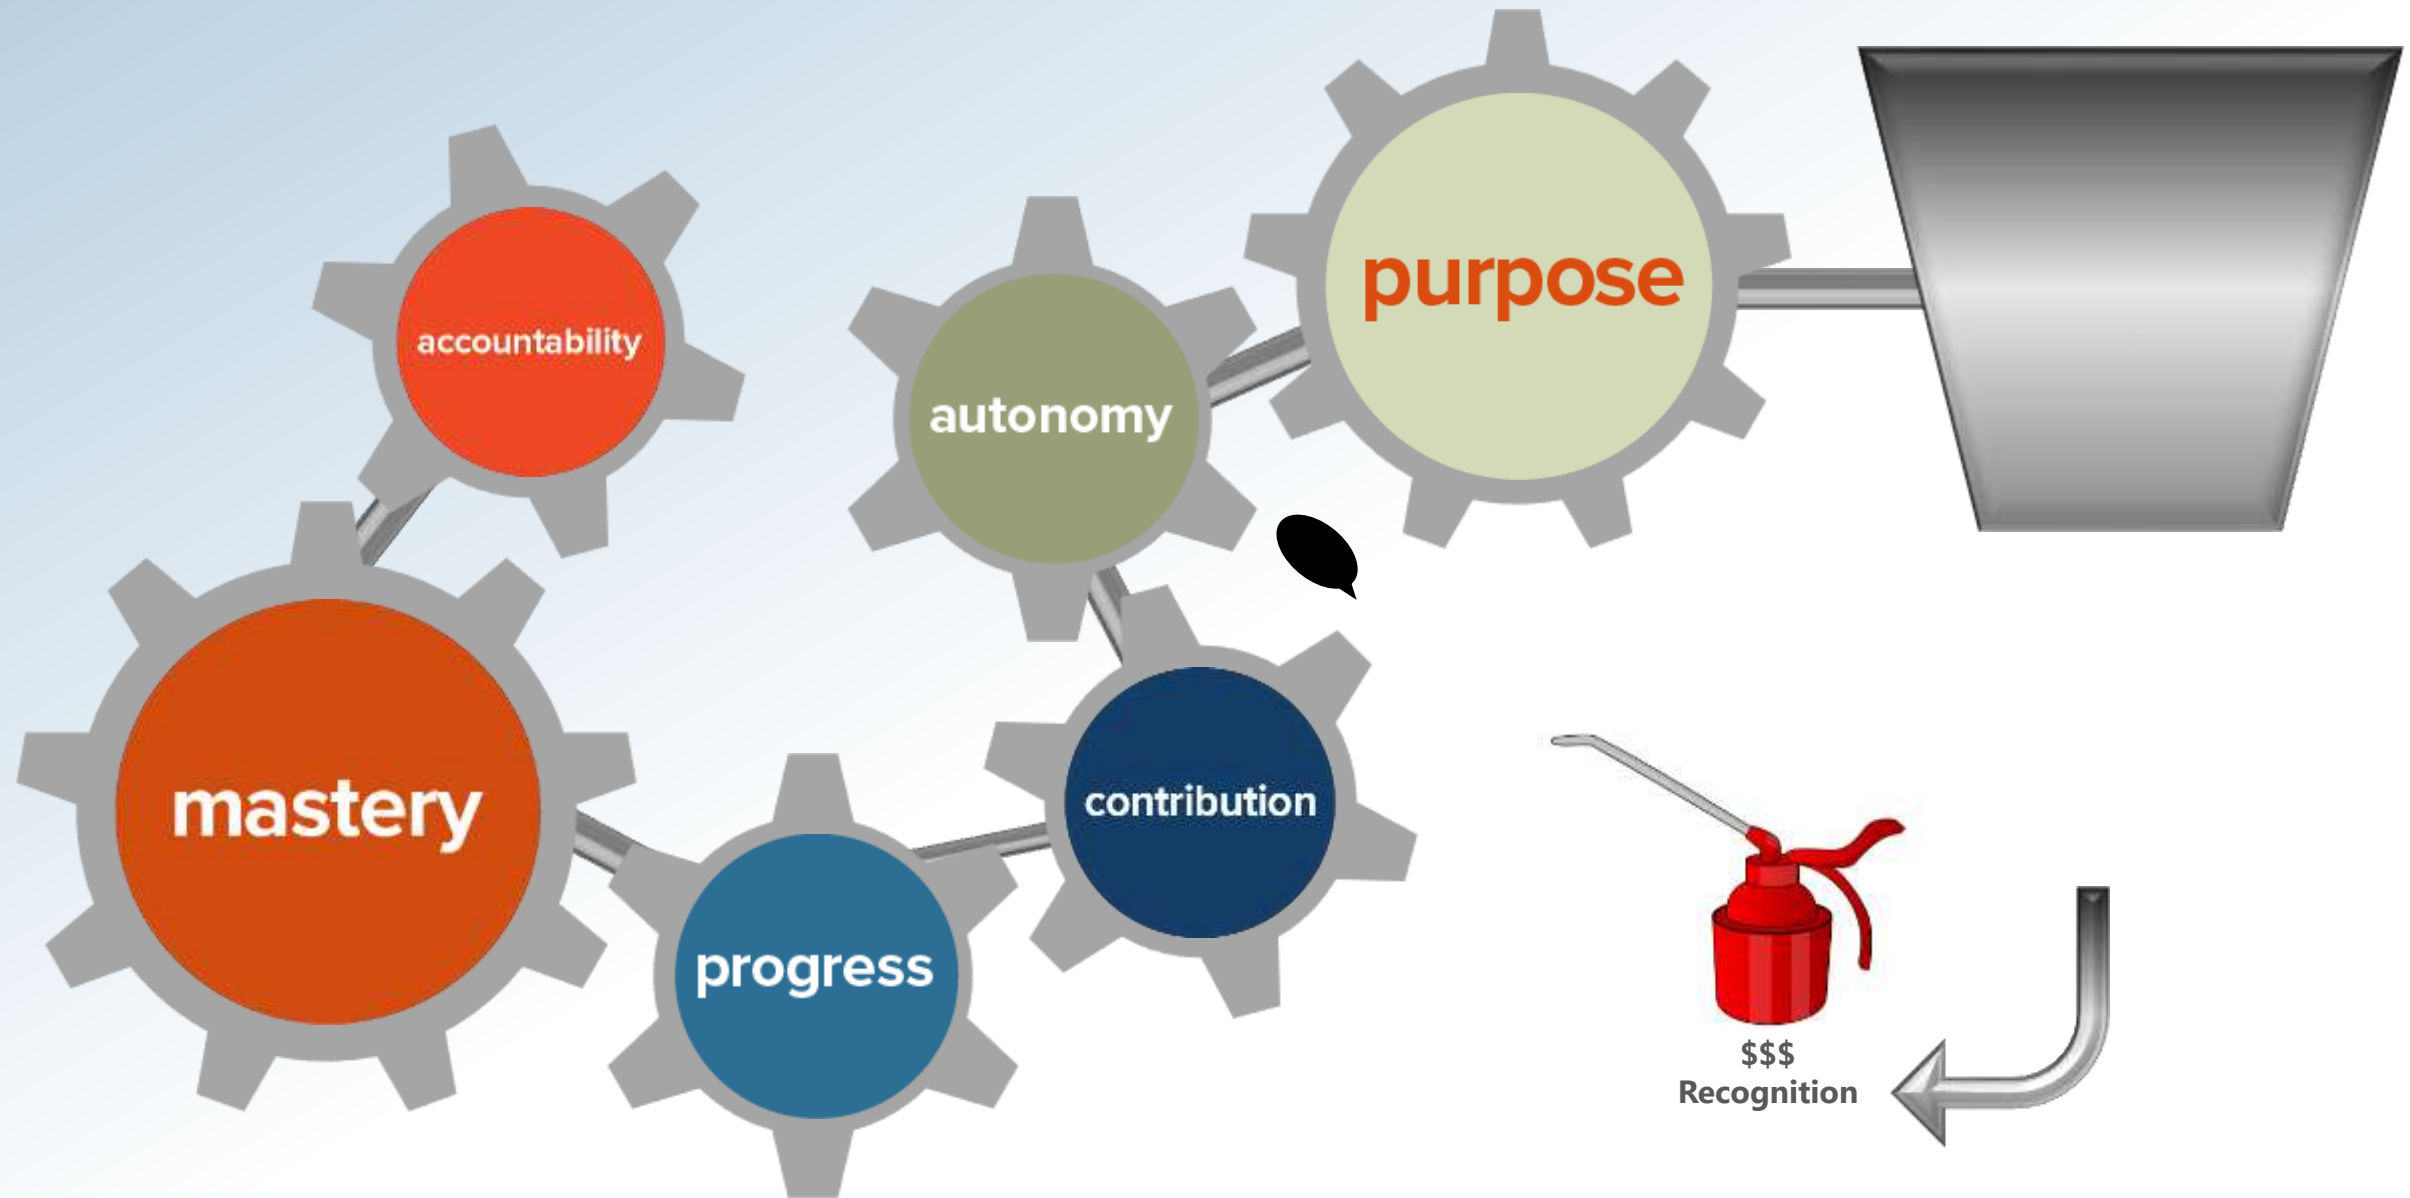 purpose
accountability
autonomy
mastery
contribution
progress
$$$
Recognition